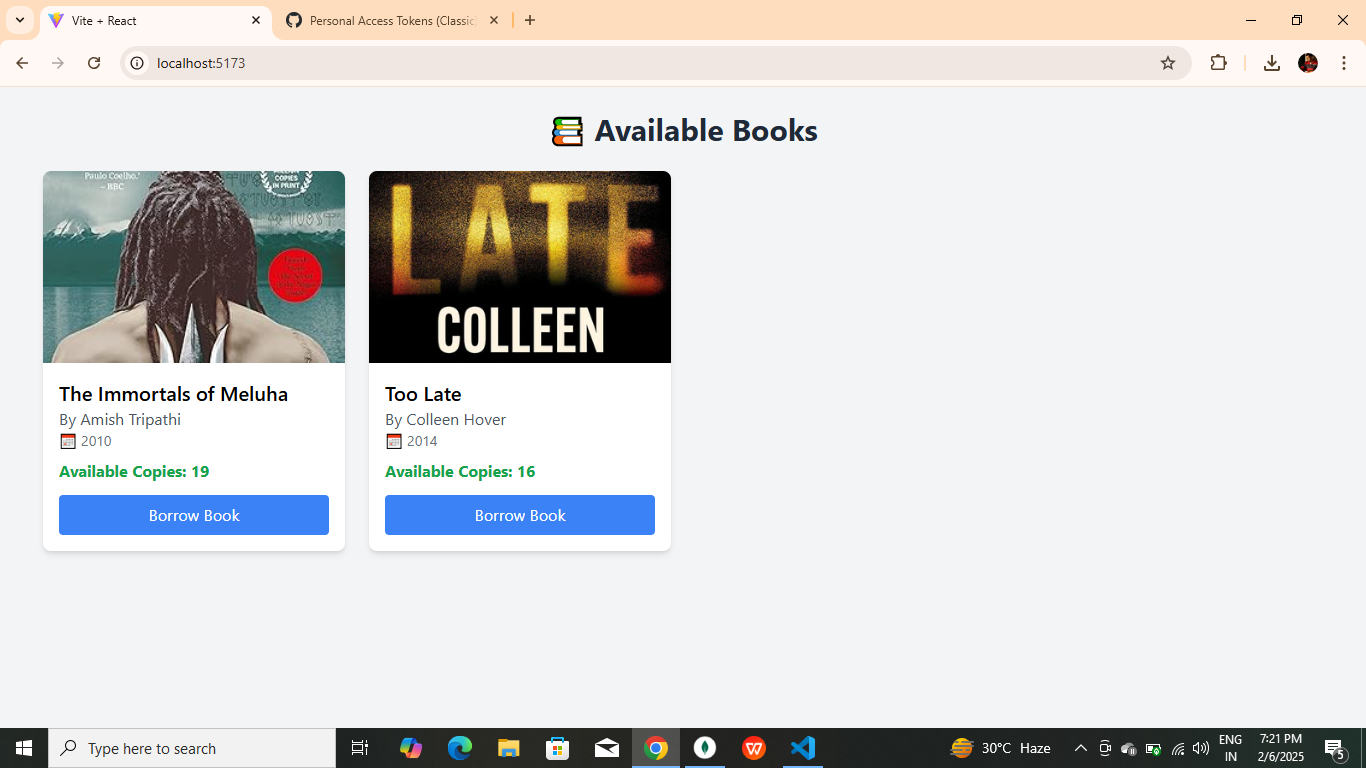 Vite + React
Personal Access Tokens (Classic
localhost:5173
📚 Available Books
Paulo Coelho.'
– BBC
COPIES
IN PRINT
LATE
COLLEEN
The Immortals of Meluha
By Amish Tripathi
2010
Available Copies: 19
Borrow Book
Too Late
By Colleen Hover
2014
Available Copies: 16
Borrow Book
Type here to search
30°C Haze
ENG
IN
7:21 PM
2/6/2025
5